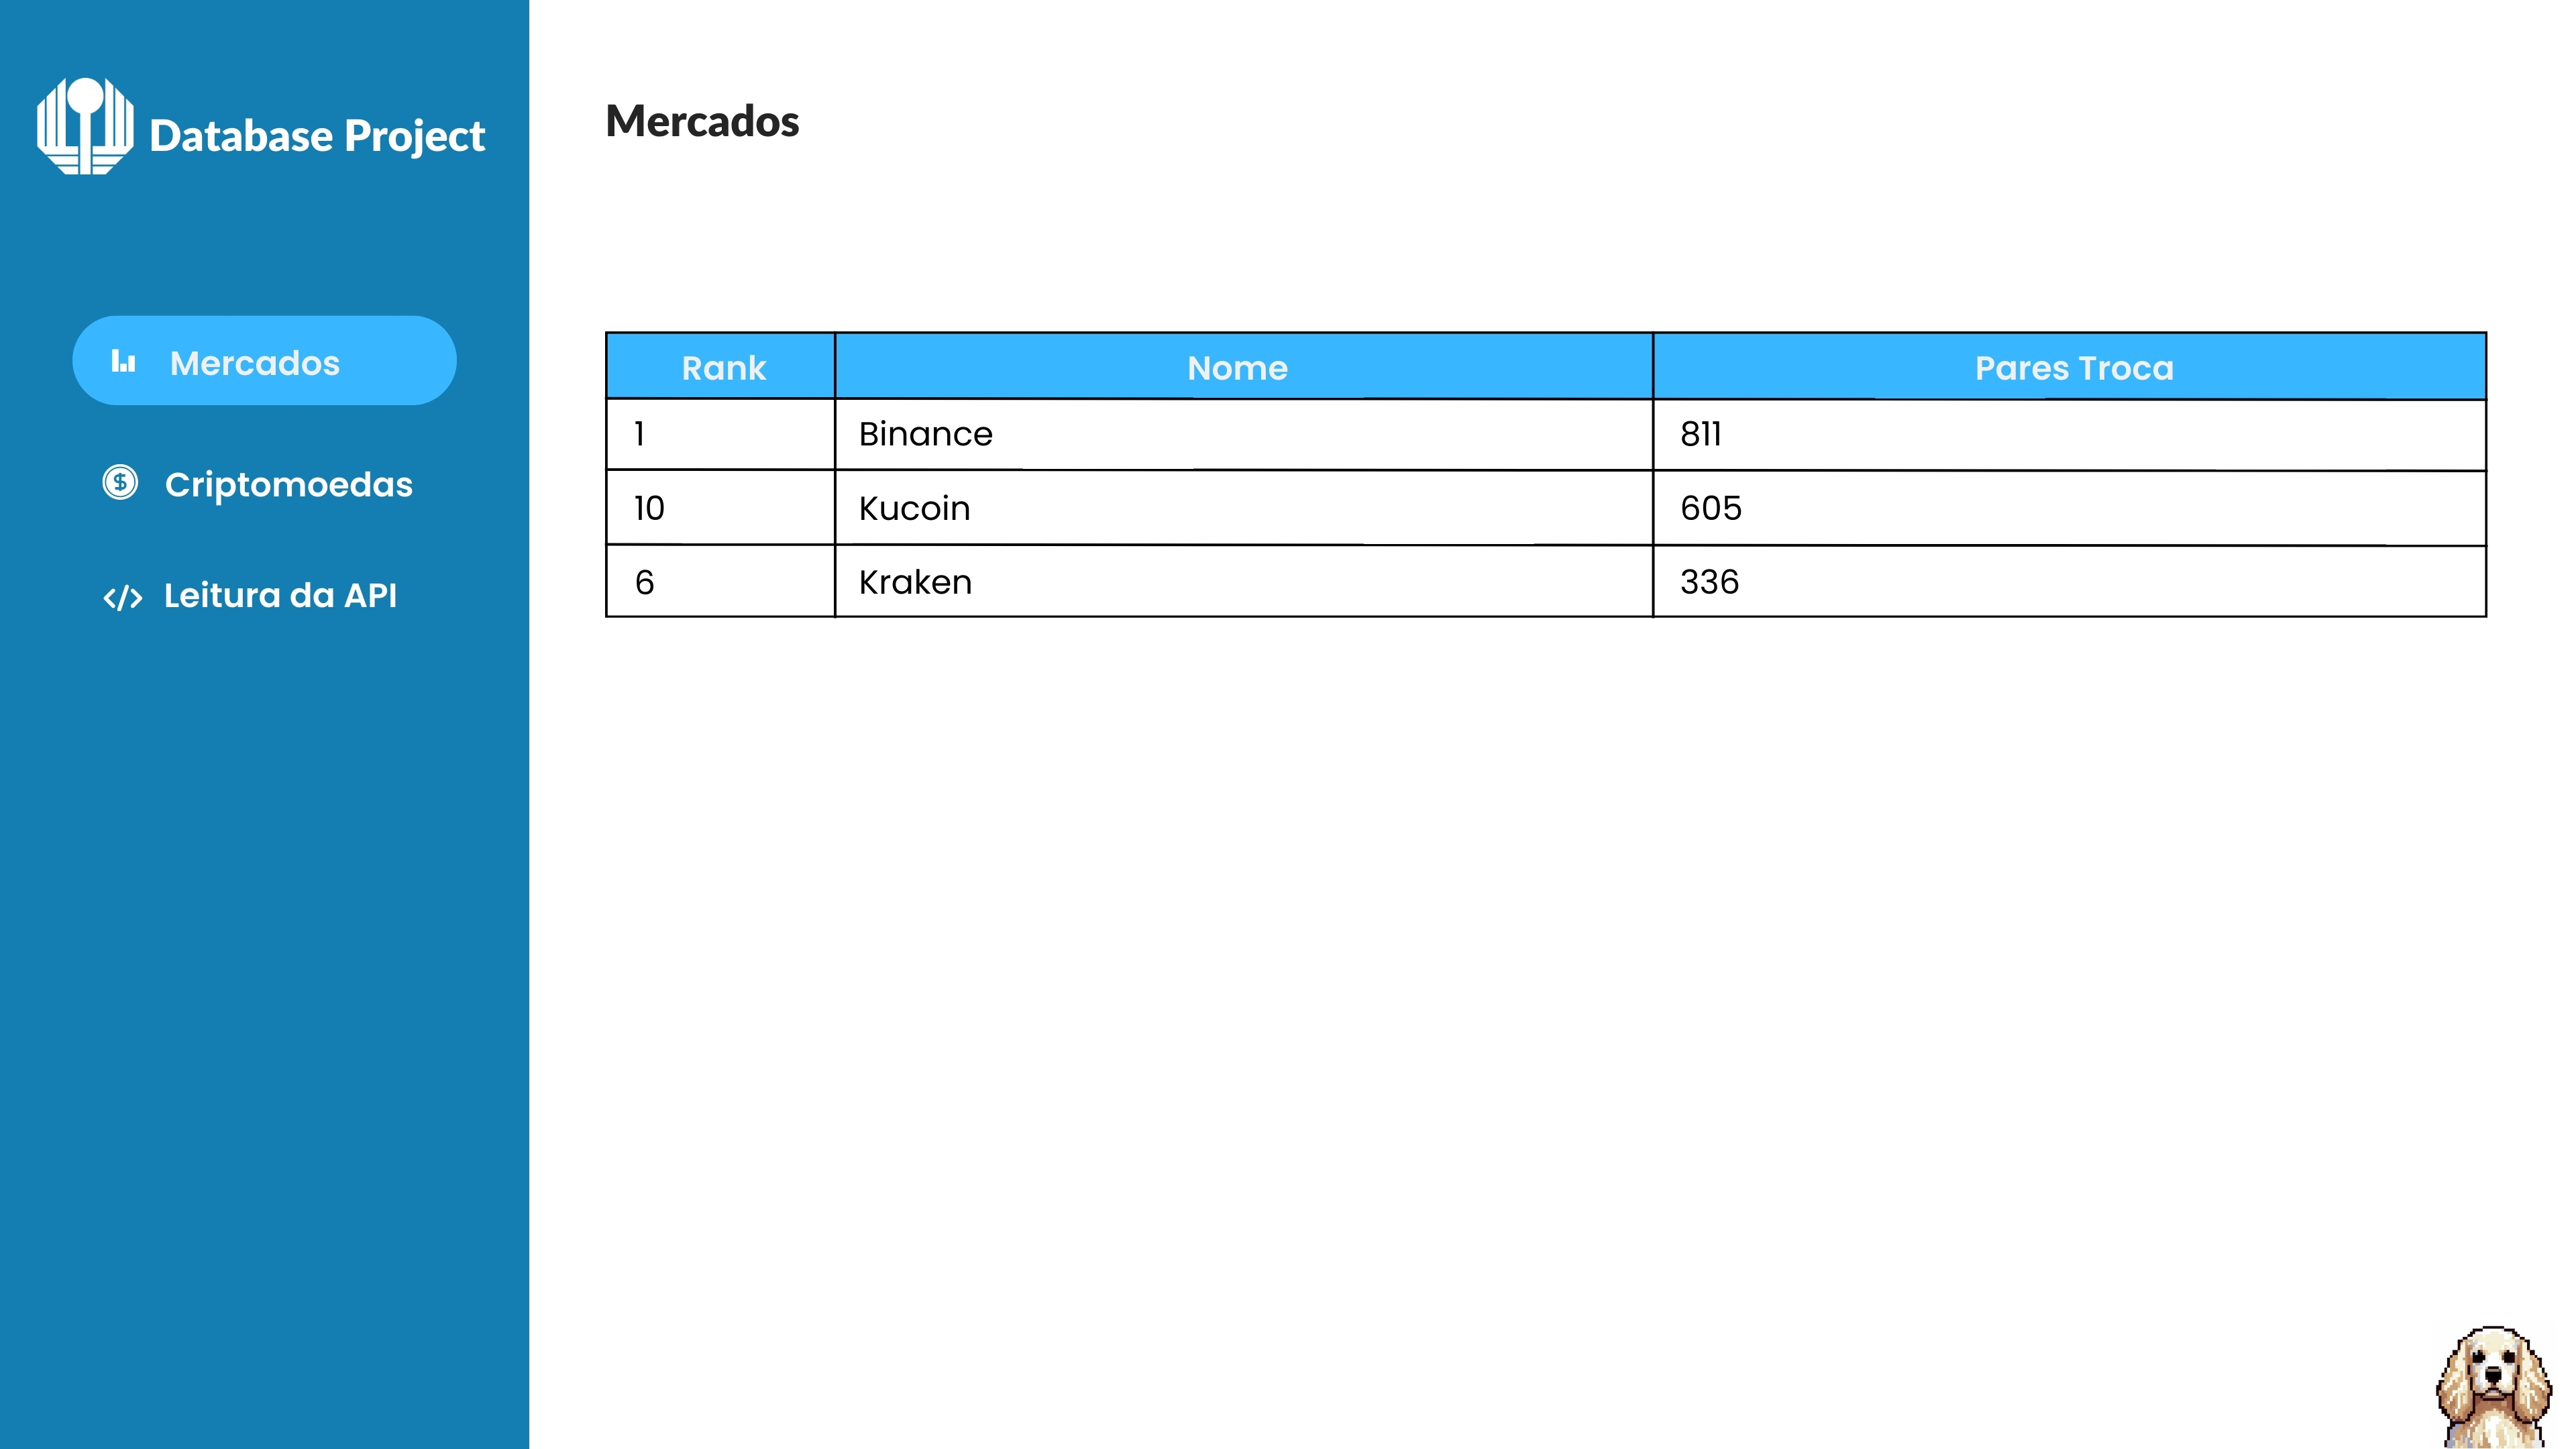 Database Project
Mercados
Criptomoedas
</> Leitura da API
Mercados
Rank Nome Pares Troca
1 Binance 811
10 Kucoin 605
6 Kraken 336